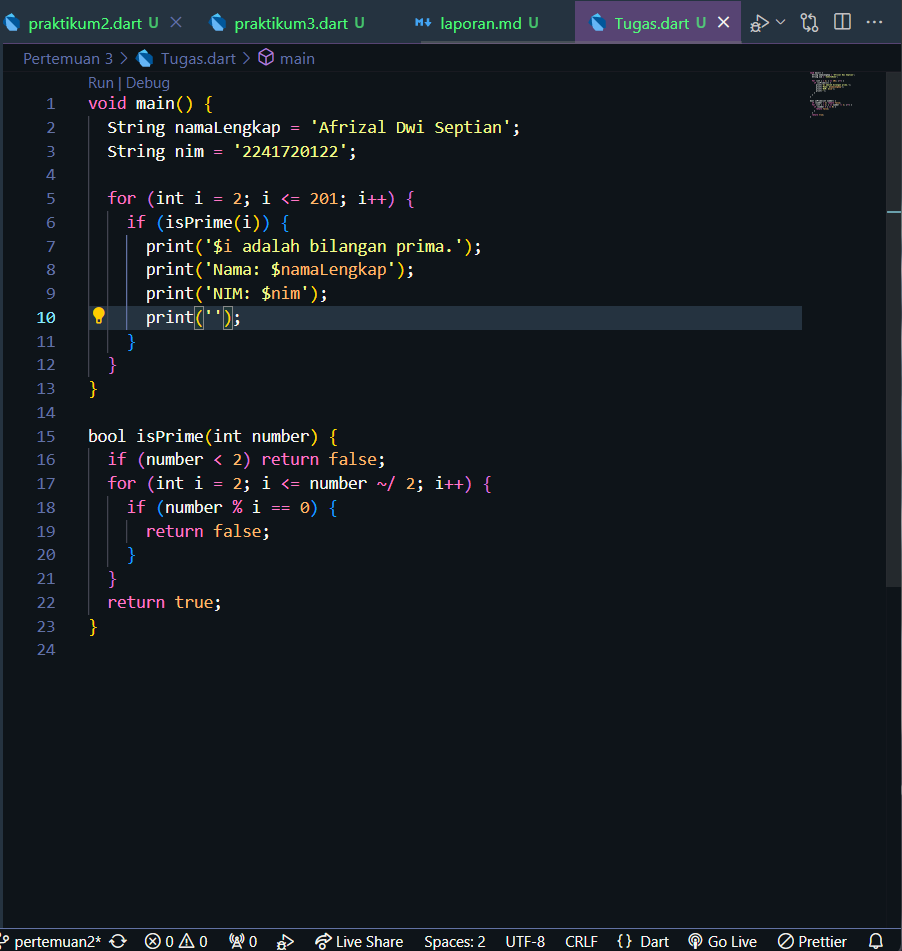 praktikum2.dart U praktikum3.dart U laporan.md U Tugas.dart U
Pertemuan 3 > Tugas.dart > main
Run | Debug
1 void main() {
2 String namaLengkap = 'Afrizal Dwi Septian';
3 String nim = '2241720122';
4
5 for (int i = 2; i <= 201; i++) {
6 if (isPrime(i)) {
7 print('$i adalah bilangan prima.');
8 print('Nama: $namaLengkap');
9 print('NIM: $nim');
10 print('');
11 }
12 }
13 }
14
15 bool isPrime(int number) {
16 if (number < 2) return false;
17 for (int i = 2; i <= number ~/ 2; i++) {
18 if (number % i == 0) {
19 return false;
20 }
21 }
22 return true;
23 }
24
pertemuan2* 0 0 0 Live Share Spaces: 2 UTF-8 CRLF {} Dart Go Live Prettier